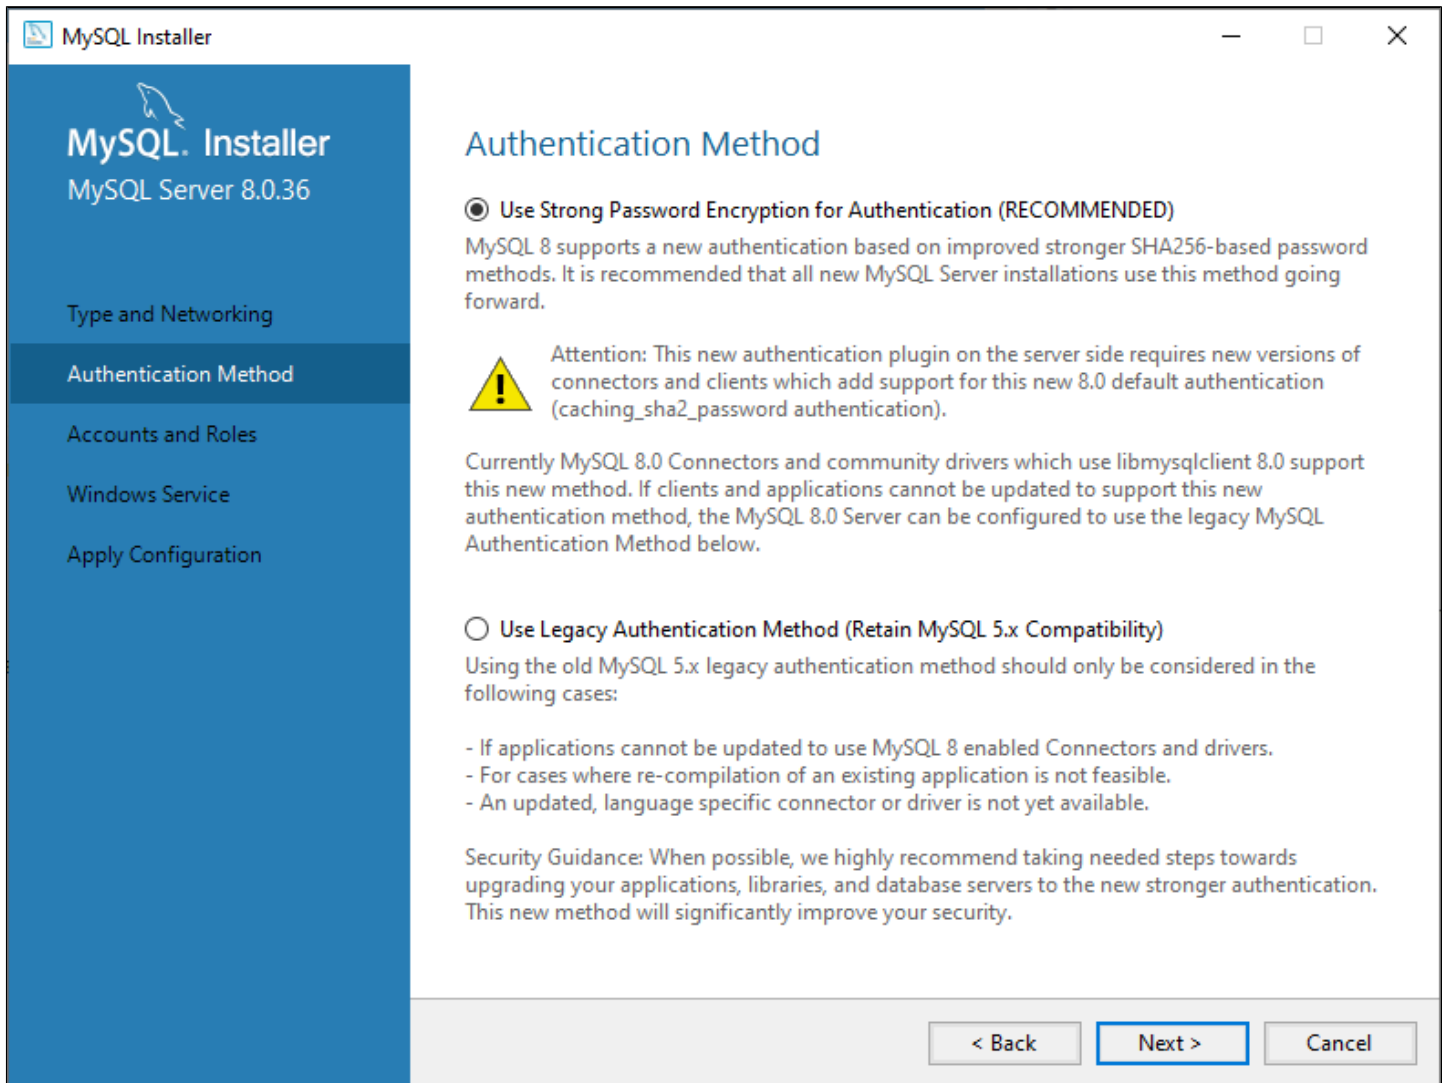 MySQL Installer
MySQL. Installer
MySQL Server 8.0.36
Type and Networking
Authentication Method
Accounts and Roles
Windows Service
Apply Configuration
Authentication Method
Use Strong Password Encryption for Authentication (RECOMMENDED)
MySQL 8 supports a new authentication based on improved stronger SHA256-based password
methods. It is recommended that all new MySQL Server installations use this method going
forward.
Attention: This new authentication plugin on the server side requires new versions of
connectors and clients which add support for this new 8.0 default authentication
(caching_sha2_password authentication).
Currently MySQL 8.0 Connectors and community drivers which use libmysqlclient 8.0 support
this new method. If clients and applications cannot be updated to support this new
authentication method, the MySQL 8.0 Server can be configured to use the legacy MySQL
Authentication Method below.
Use Legacy Authentication Method (Retain MySQL 5.x Compatibility)
Using the old MySQL 5.x legacy authentication method should only be considered in the
following cases:
- If applications cannot be updated to use MySQL 8 enabled Connectors and drivers.
- For cases where re-compilation of an existing application is not feasible.
- An updated, language specific connector or driver is not yet available.
Security Guidance: When possible, we highly recommend taking needed steps towards
upgrading your applications, libraries, and database servers to the new stronger authentication.
This new method will significantly improve your security.
< Back
Next >
Cancel